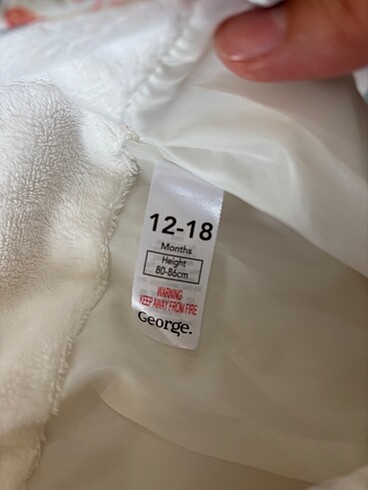 12-18
Months
Height
80-86cm
WARNING
KEEP AWAY FROM FIRE
George.